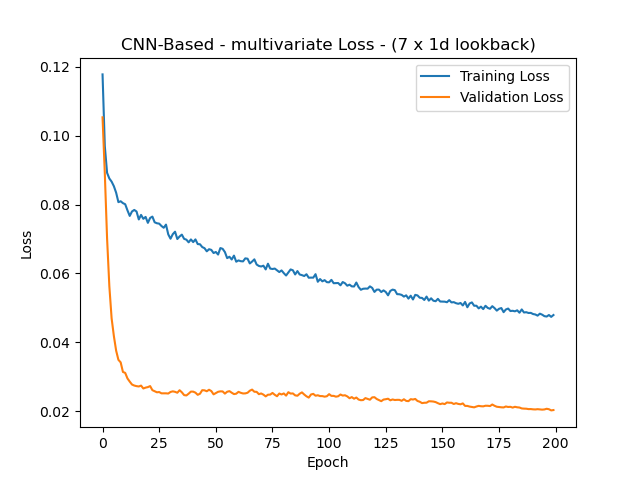 CNN-Based - multivariate Loss - (7 x 1d lookback)
Training Loss
Validation Loss
0.12
0.10
0.08
0.06
0.04
0.02
Loss
0 25 50 75 100 125 150 175 200
Epoch